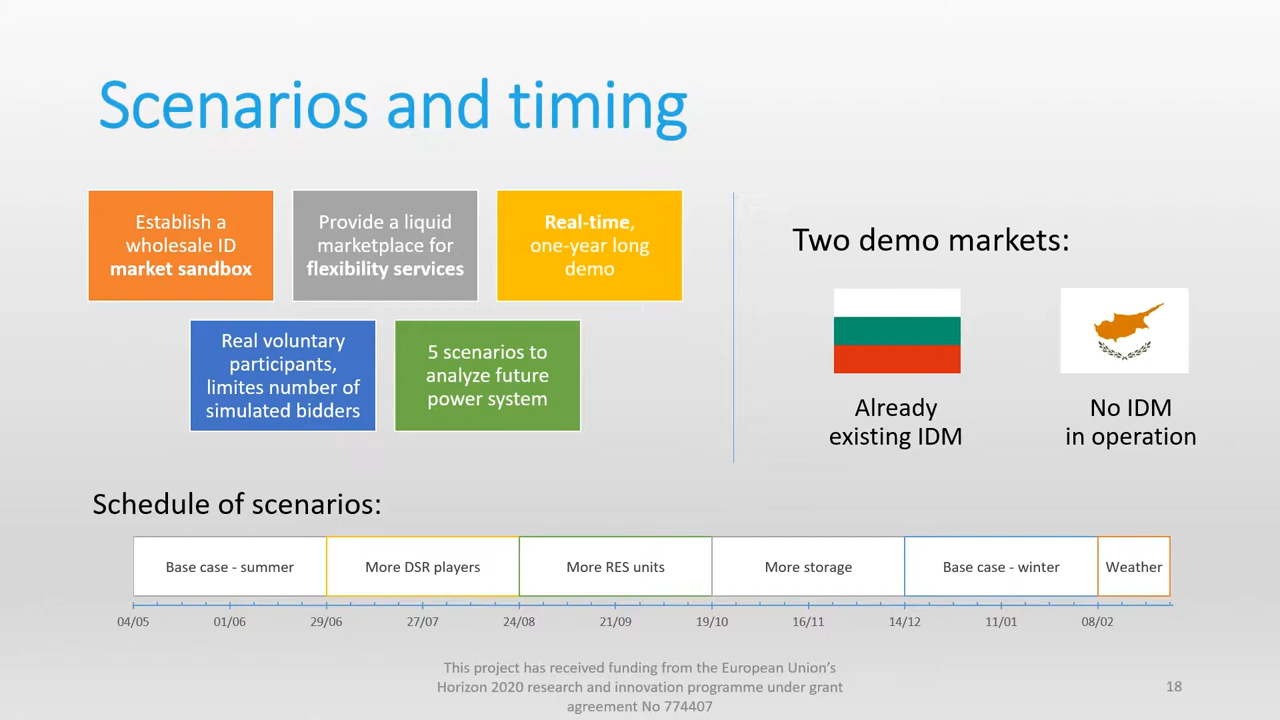 Scenarios and timing
Establish a
wholesale ID
market sandbox
Provide a liquid
marketplace for
flexibility services
Real-time,
one-year long
demo
Real voluntary
participants,
limites number of
simulated bidders
5 scenarios to
analyze future
power system
Two demo markets:
Already
existing IDM
No IDM
in operation
Schedule of scenarios:
Base case - summer
More DSR players
More RES units
More storage
Base case - winter
Weather
04/05
01/06
29/06
27/07
24/08
21/09
19/10
16/11
14/12
11/01
08/02
This project has received funding from the European Union's
Horizon 2020 research and innovation programme under grant
agreement No 774407
18